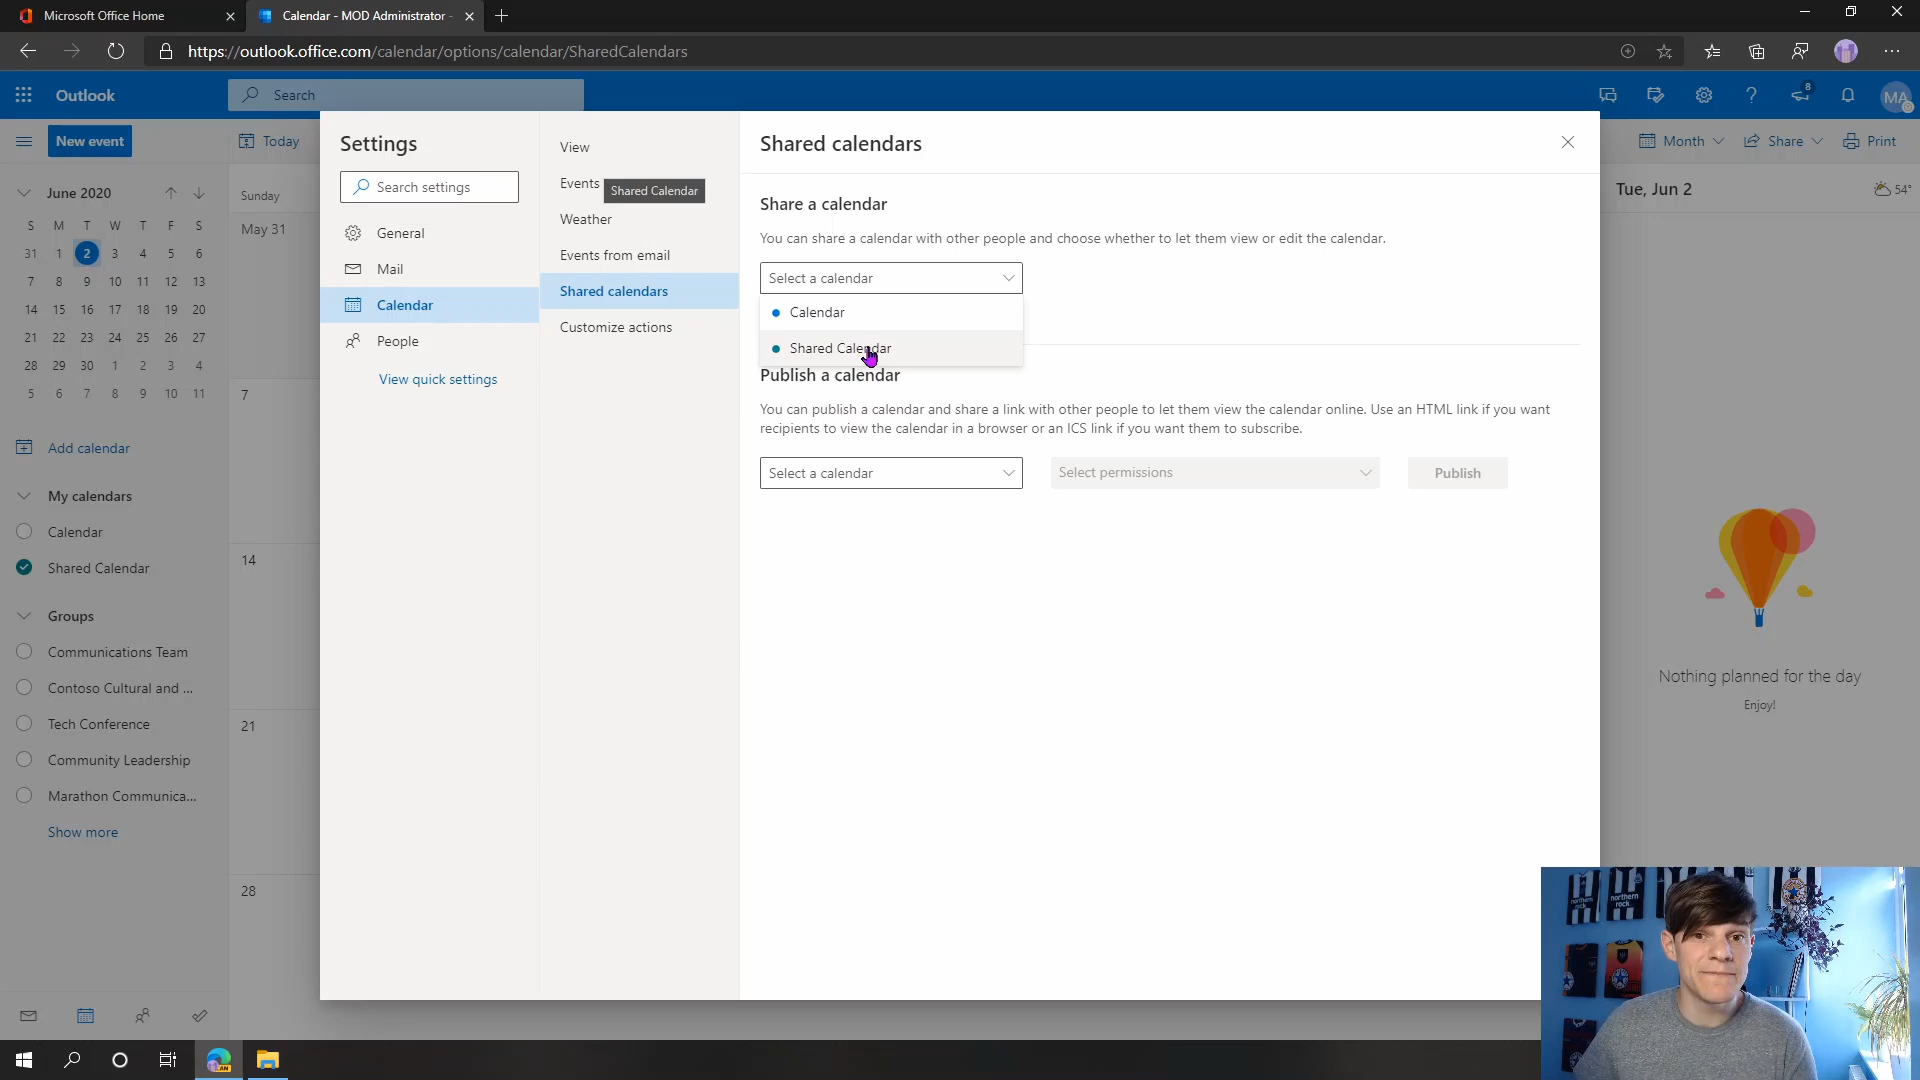 Microsoft Office Home
Calendar - MOD Administrator -
https://outlook.office.com/calendar/options/calendar/SharedCalendars
Outlook
Search
8
MA
New event
Today
Month
Share
Print
Settings
Search settings
General
Mail
Calendar
People
View quick settings
View
Events
Shared Calendar
Weather
Events from email
Shared calendars
Customize actions
Shared calendars
Share a calendar
You can share a calendar with other people and choose whether to let them view or edit the calendar.
Select a calendar
Calendar
Shared Calendar
Publish a calendar
You can publish a calendar and share a link with other people to let them view the calendar online. Use an HTML link if you want
recipients to view the calendar in a browser or an ICS link if you want them to subscribe.
Select a calendar
Select permissions
Publish
June 2020
S M T W T F S
31 1 2 3 4 5 6
7 8 9 10 11 12 13
14 15 16 17 18 19 20
21 22 23 24 25 26 27
28 29 30 1 2 3 4
5 6 7 8 9 10 11
Add calendar
My calendars
Calendar
Shared Calendar
Groups
Communications Team
Contoso Cultural and ...
Tech Conference
Community Leadership
Marathon Communica...
Show more
Sunday
May 31
7
14
21
28
Tue, Jun 2
54°
Nothing planned for the day
Enjoy!
northern
rock
northern
rock